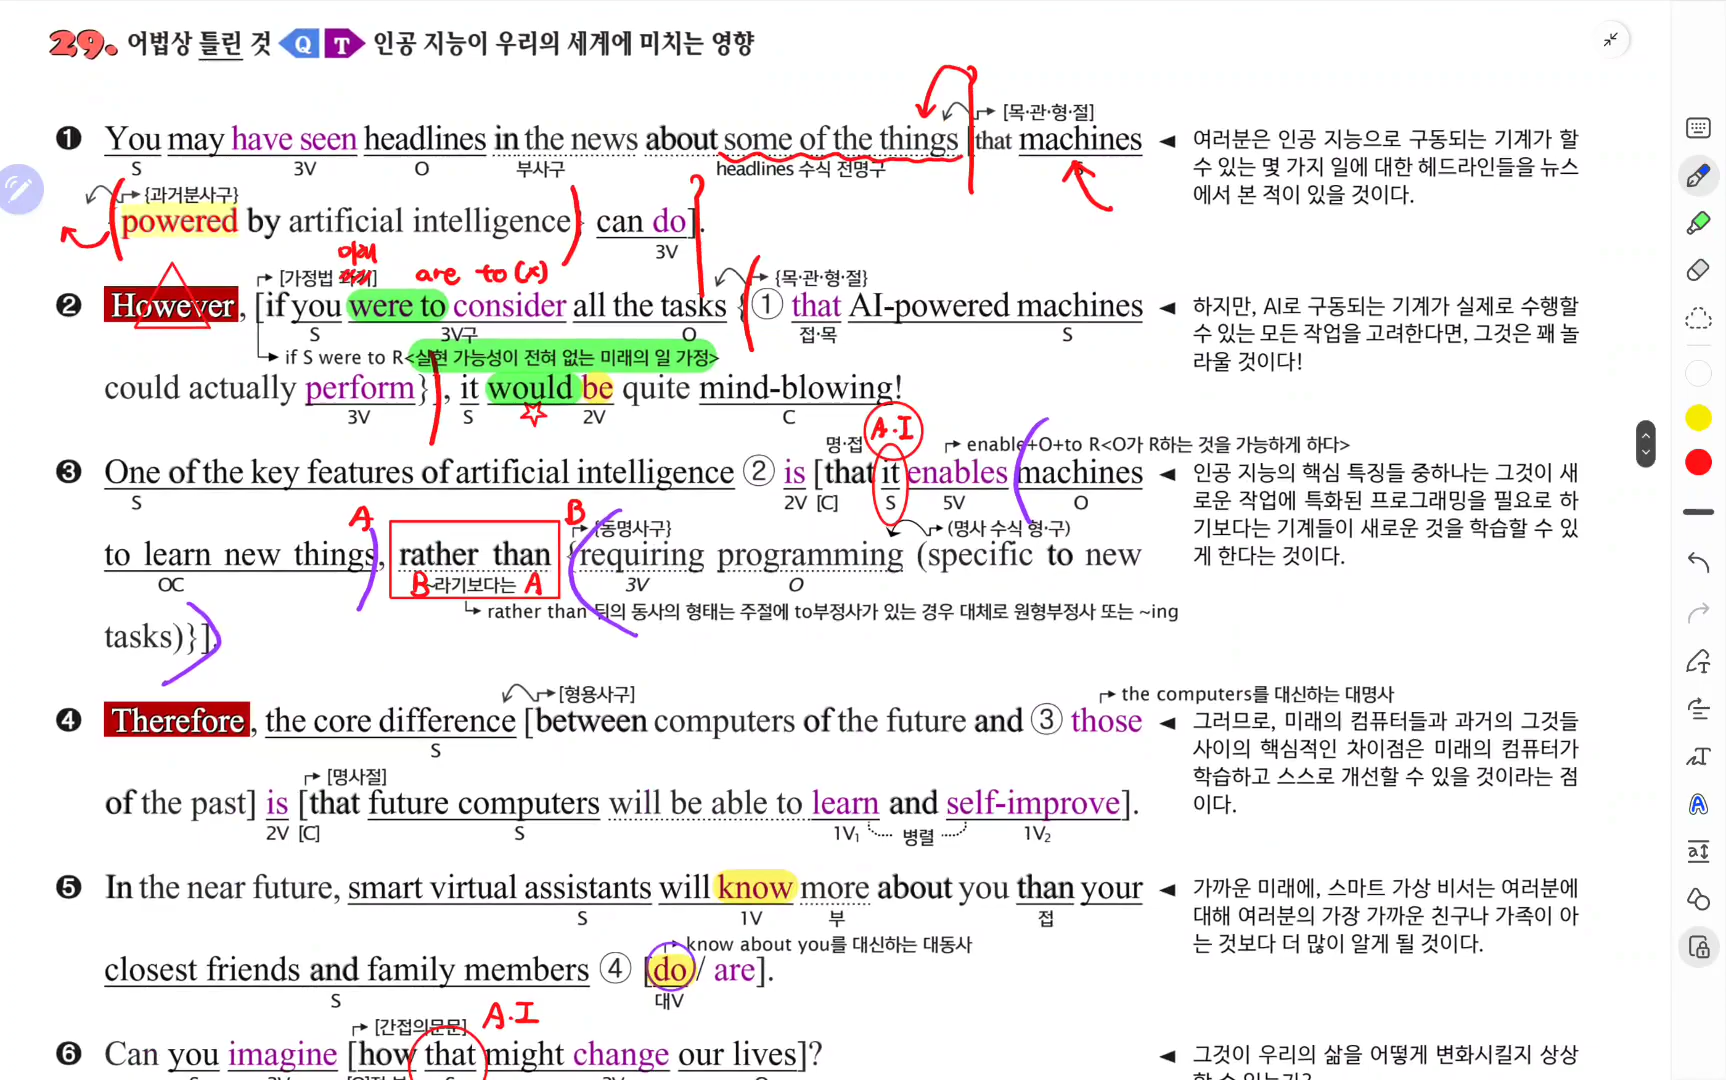 29. 어법상 틀린 것 Q T 인공 지능이 우리의 세계에 미치는 영향
[목·관·형·절]
❶ You may have seen headlines in the news about some of the things [that machines ◄ 여러분은 인공 지능으로 구동되는 기계가 할
S 3V O 부사구 headlines 수식 전명구 수 있는 몇 가지 일에 대한 헤드라인들을 뉴스
{과거분사구} 에서 본 적이 있을 것이다.
{powered by artificial intelligence} can do].
3V
[가정법 미래 are to (x) {목·관·형·절}
❷ However, [if you were to consider all the tasks {① that AI-powered machines ◄ 하지만, AI로 구동되는 기계가 실제로 수행할
S 3V구 O 접·목 S 수 있는 모든 작업을 고려한다면, 그것은 꽤 놀
if S were to R<실현 가능성이 전혀 없는 미래의 일 가정> 라울 것이다!
could actually perform}], it would be quite mind-blowing!
3V S 2V C
A.I
명·접 enable+O+to R<O가 R하는 것을 가능하게 하다>
❸ One of the key features of artificial intelligence ② is [that it enables machines ◄ 인공 지능의 핵심 특징들 중하나는 그것이 새
S 2V [C] S 5V O 로운 작업에 특화된 프로그래밍을 필요로 하
A B {동명사구} (명사 수식 형·구) 기보다는 기계들이 새로운 것을 학습할 수 있
to learn new things, rather than {requiring programming (specific to new 게 한다는 것이다.
OC B~라기보다는 A 3V O
rather than 뒤의 동사의 형태는 주절에 to부정사가 있는 경우 대체로 원형부정사 또는 ~ing
tasks)}].
[형용사구] the computers를 대신하는 대명사
❹ Therefore, the core difference [between computers of the future and ③ those ◄ 그러므로, 미래의 컴퓨터들과 과거의 그것들
S 사이의 핵심적인 차이점은 미래의 컴퓨터가
[명사절] 학습하고 스스로 개선할 수 있을 것이라는 점
of the past] is [that future computers will be able to learn and self-improve]. 이다.
2V [C] S 1V₁ 병렬 1V₂
❺ In the near future, smart virtual assistants will know more about you than your ◄ 가까운 미래에, 스마트 가상 비서는 여러분에
S 1V 부 접 대해 여러분의 가장 가까운 친구나 가족이 아
know about you를 대신하는 대동사 는 것보다 더 많이 알게 될 것이다.
closest friends and family members ④ [do / are].
S 대V
[간접의문문] A.I
❻ Can you imagine [how that might change our lives]? ◄ 그것이 우리의 삶을 어떻게 변화시킬지 상상